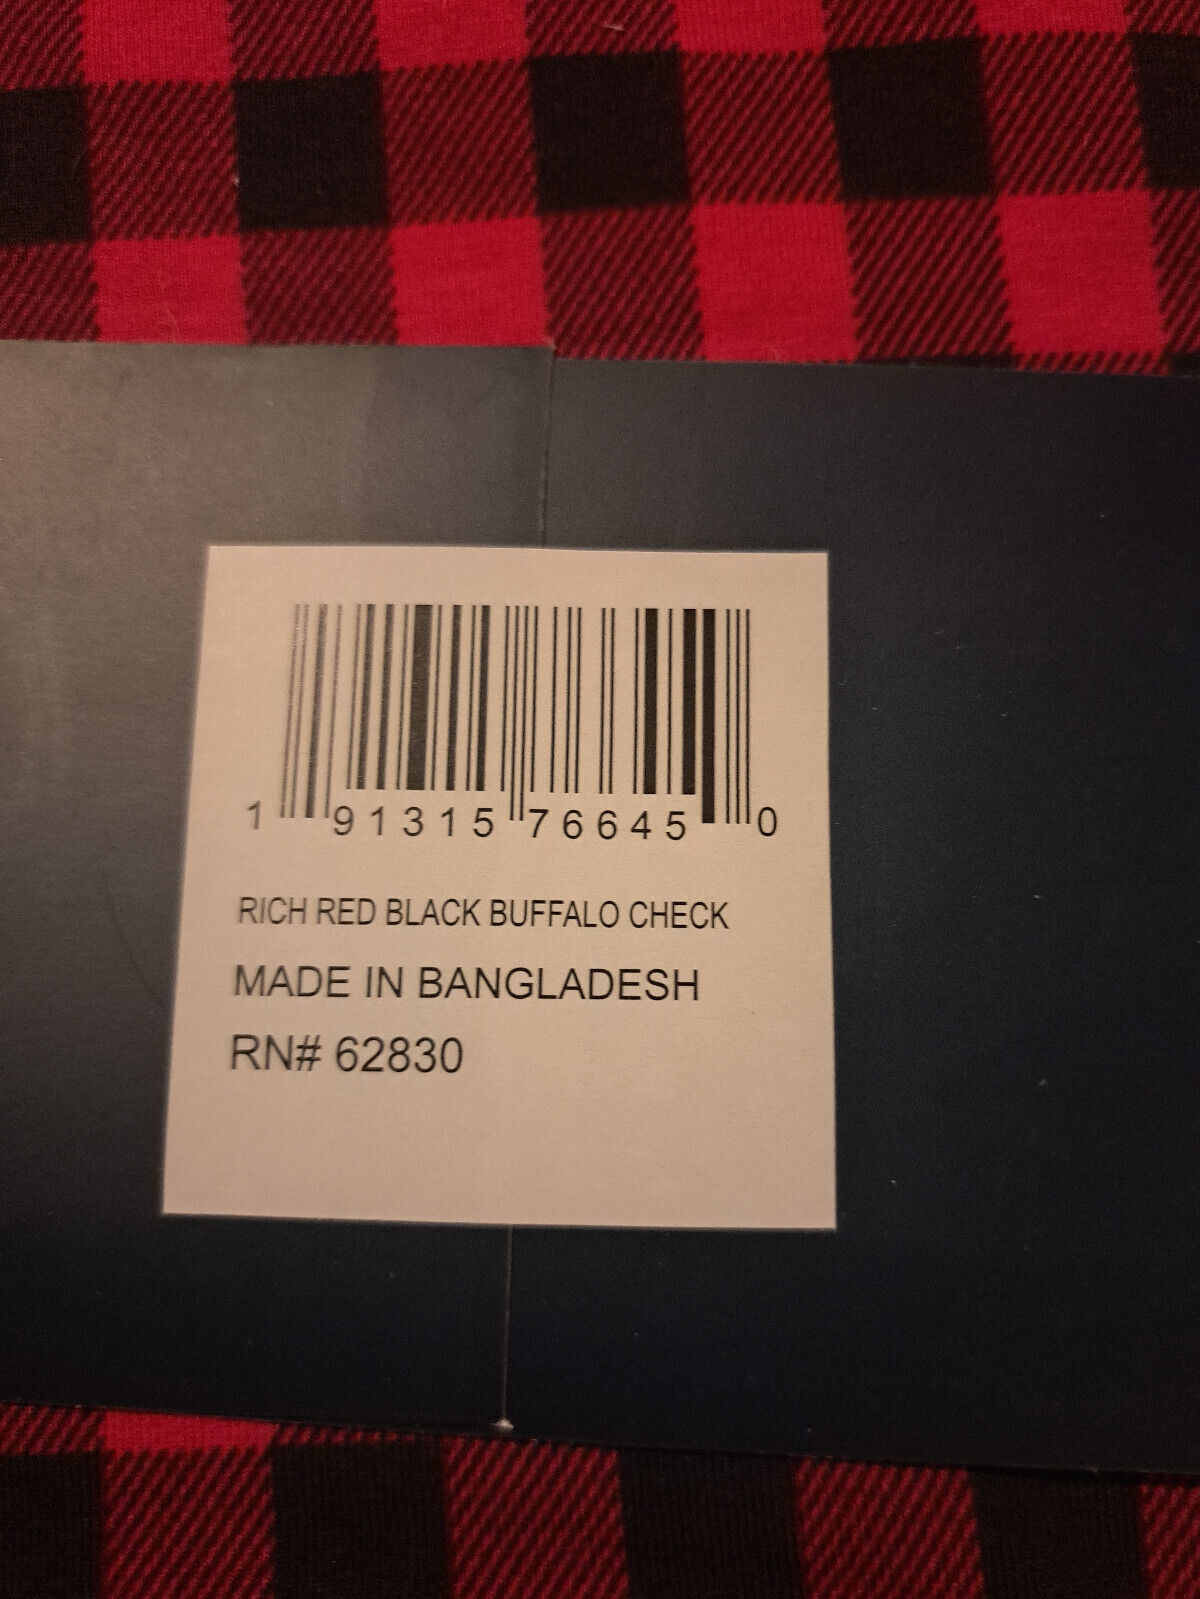 1 91315 76645 0
RICH RED BLACK BUFFALO CHECK
MADE IN BANGLADESH
RN# 62830